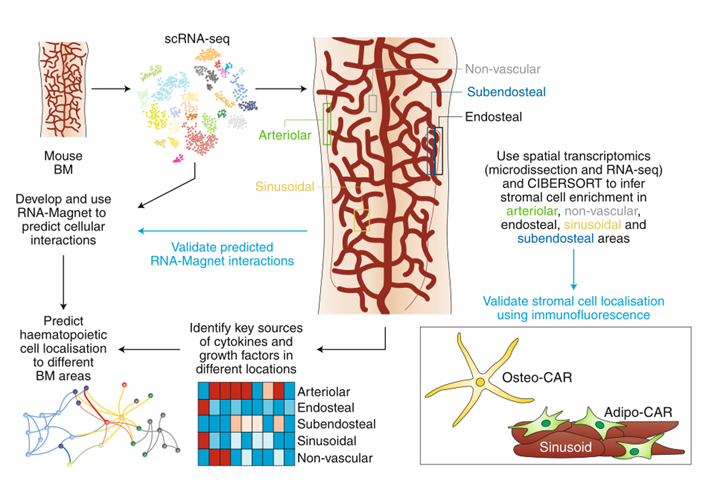 scRNA-seq
Mouse
BM
Non-vascular
Subendosteal
Endosteal
Arteriolar
Sinusoidal
Use spatial transcriptomics
(microdissection and RNA-seq)
and CIBERSORT to infer
stromal cell enrichment in
arteriolar, non-vascular,
endosteal, sinusoidal and
subendosteal areas
Develop and use
RNA-Magnet to
predict cellular
interactions
Validate predicted
RNA-Magnet interactions
Validate stromal cell localisation
using immunofluorescence
Predict
haematopoietic
cell localisation
to different
BM areas
Identify key sources
of cytokines and
growth factors in
different locations
Arteriolar
Endosteal
Subendosteal
Sinusoidal
Non-vascular
Osteo-CAR
Adipo-CAR
Sinusoid